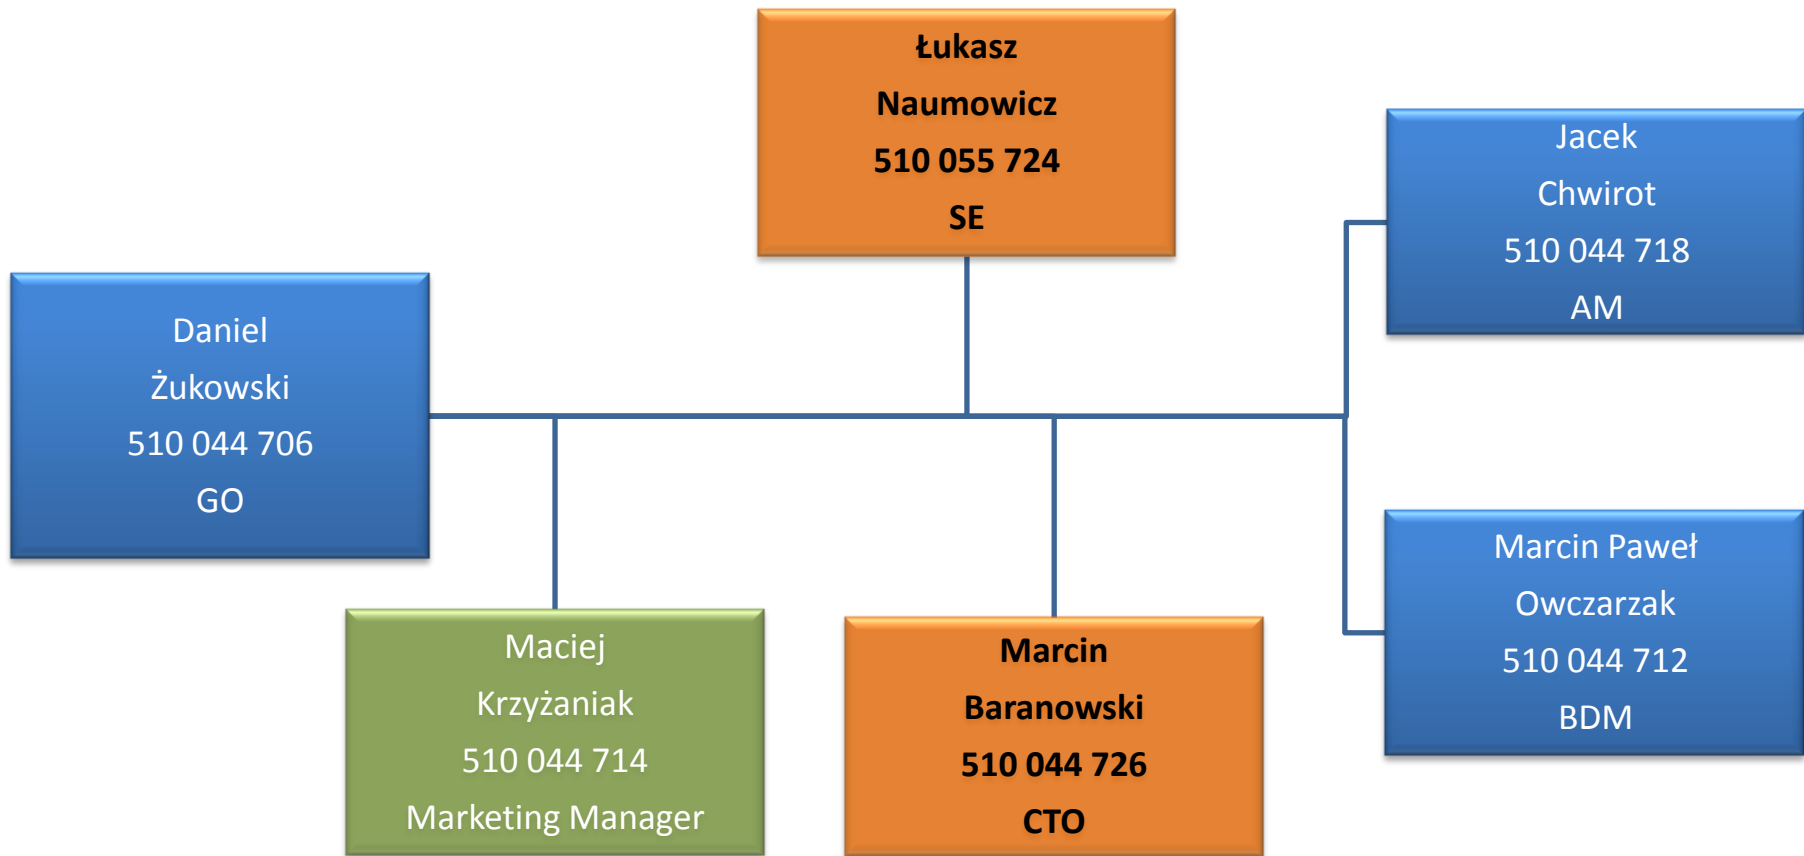 Łukasz
Naumowicz
510 055 724
SE
Jacek
Chwirot
510 044 718
AM
Daniel
Żukowski
510 044 706
GO
Marcin Paweł
Owczarzak
510 044 712
BDM
Maciej
Krzyżaniak
510 044 714
Marketing Manager
Marcin
Baranowski
510 044 726
CTO